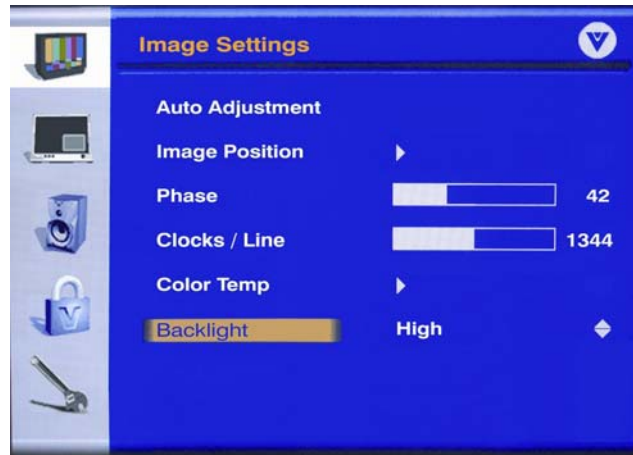 Image Settings
V
Auto Adjustment
Image Position
Phase 42
Clocks / Line 1344
Color Temp
Backlight High
V